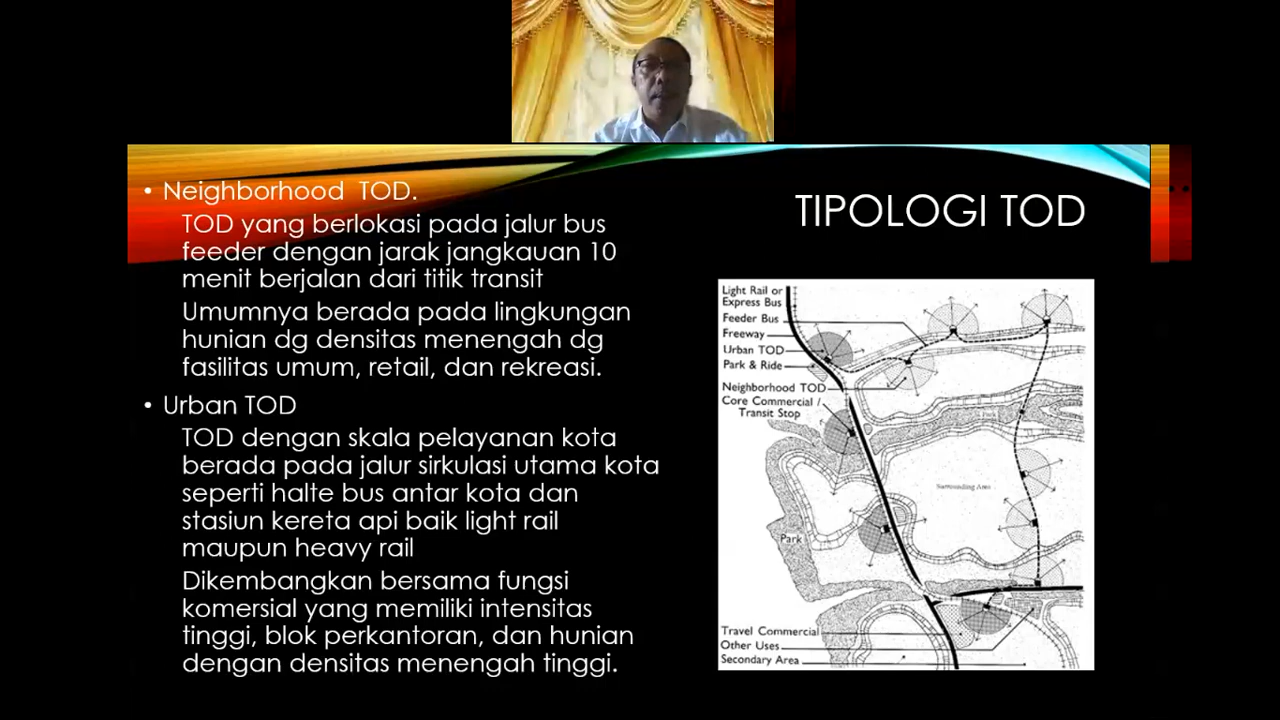 • Neighborhood TOD.
TOD yang berlokasi pada jalur bus
feeder dengan jarak jangkauan 10
menit berjalan dari titik transit
Umumnya berada pada lingkungan
hunian dg densitas menengah dg
fasilitas umum, retail, dan rekreasi.
• Urban TOD
TOD dengan skala pelayanan kota
berada pada jalur sirkulasi utama kota
seperti halte bus antar kota dan
stasiun kereta api baik light rail
maupun heavy rail
Dikembangkan bersama fungsi
komersial yang memiliki intensitas
tinggi, blok perkantoran, dan hunian
dengan densitas menengah tinggi.
TIPOLOGI TOD
Light Rail or
Express Bus
Feeder Bus
Freeway
Urban TOD
Park & Ride
Neighborhood TOD
Core Commercial /
Transit Stop
Park
Surrounding Area
Park
Travel Commercial
Other Uses
Secondary Area